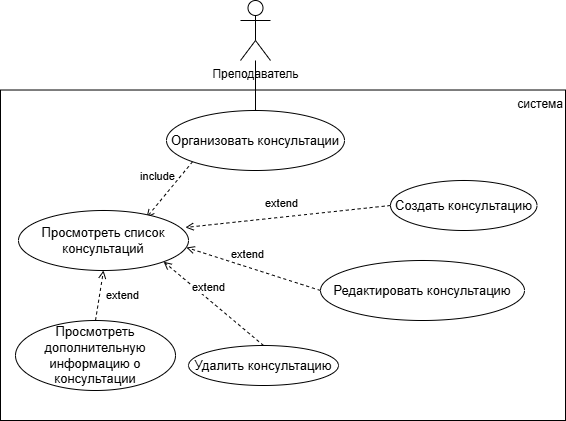 Преподаватель
система
Организовать консультации
include
extend
Создать консультацию
Просмотреть список
консультаций
extend
extend
Редактировать консультацию
extend
Просмотреть
дополнительную
информацию о
консультации
Удалить консультацию